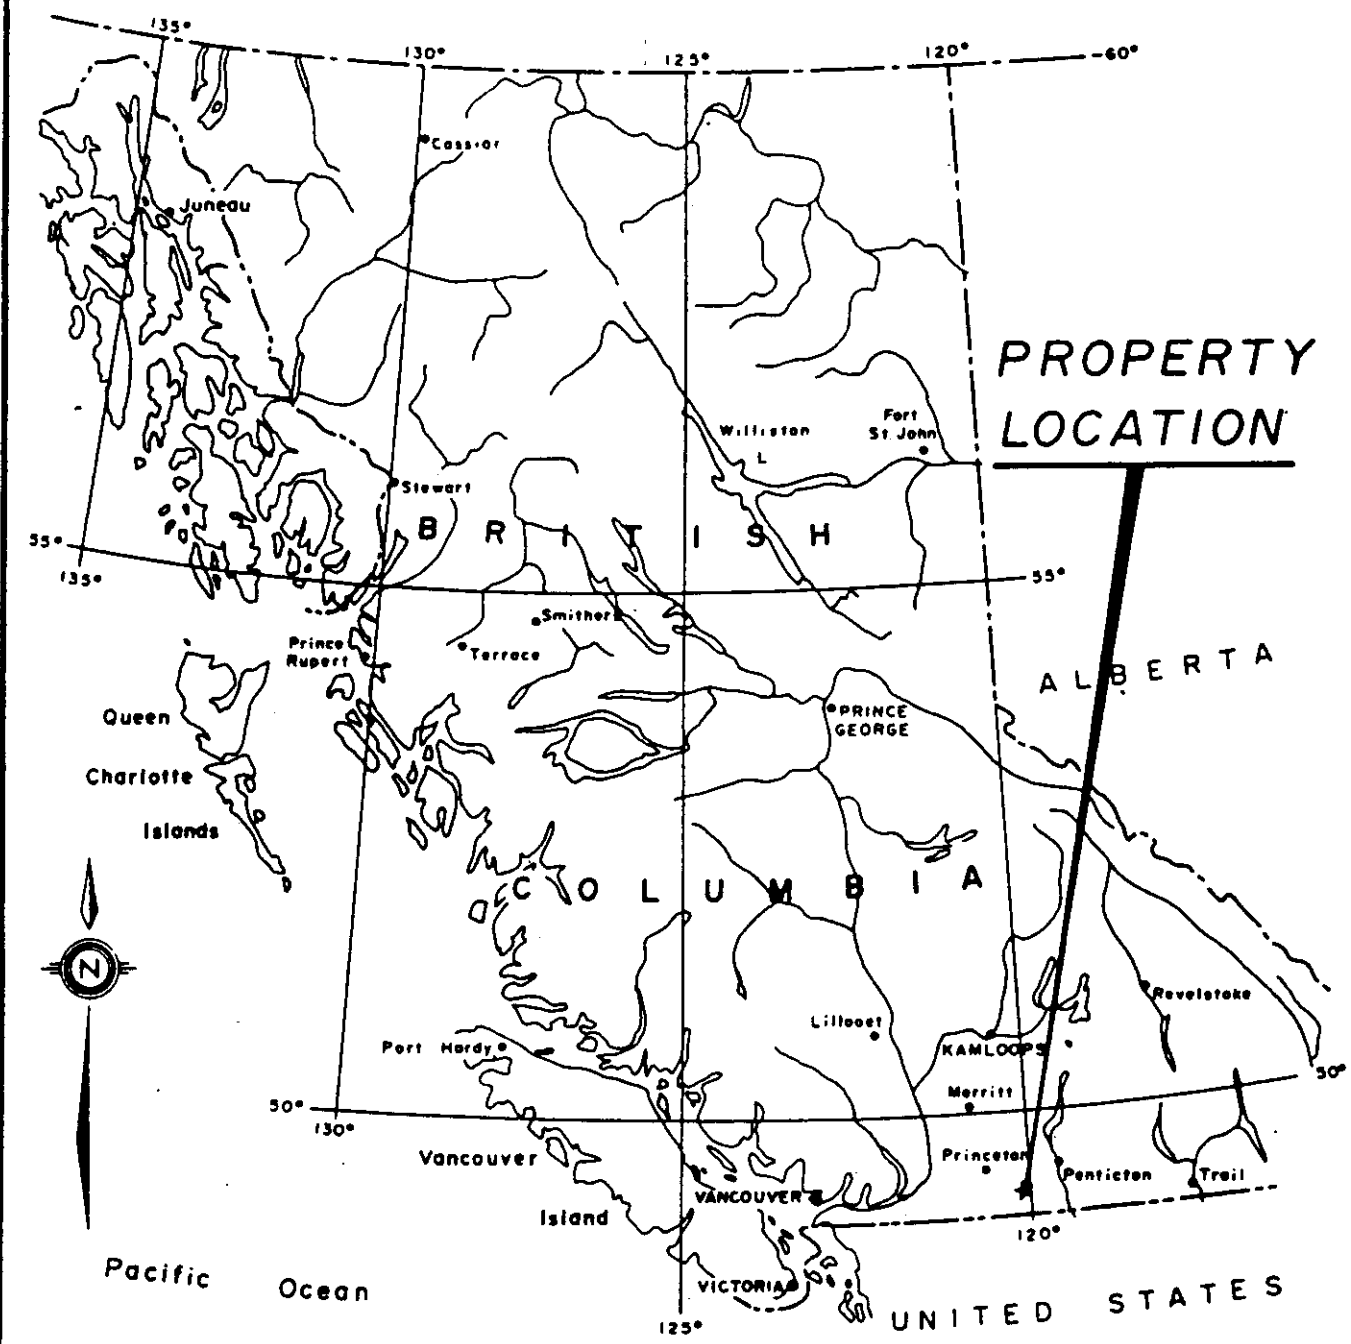 135°
130°
125°
120°
60°
Cassiar
Juneau
PROPERTY
LOCATION
Williston
L
Fort
St. John
Stewart
BRITISH
55°
135°
55°
Smithers
Terrace
Prince
Rupert
ALBERTA
Queen
Charlotte
Islands
PRINCE
GEORGE
COLUMBIA
N
Revelstoke
Lillooet
Port Hardy
KAMLOOPS
Merritt
50°
50°
130°
Vancouver
Island
Princeton
Penticton
Trail
VANCOUVER
120°
Pacific Ocean
VICTORIA
UNITED STATES
125°